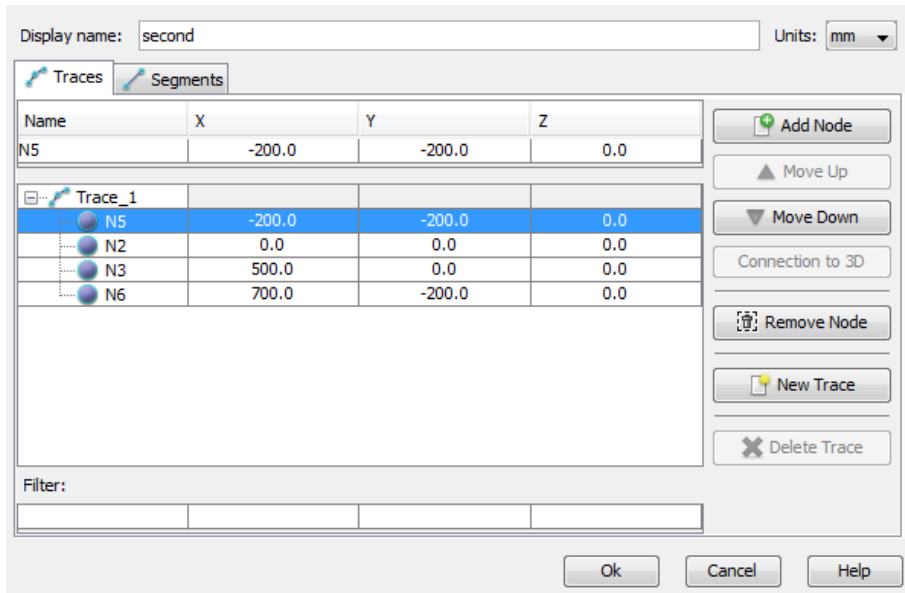 Display name: second Units: mm
Traces Segments
Name X Y Z
N5 -200.0 -200.0 0.0
Trace_1
N5 -200.0 -200.0 0.0
N2 0.0 0.0 0.0
N3 500.0 0.0 0.0
N6 700.0 -200.0 0.0
Filter:
Add Node
Move Up
Move Down
Connection to 3D
Remove Node
New Trace
Delete Trace
Ok Cancel Help